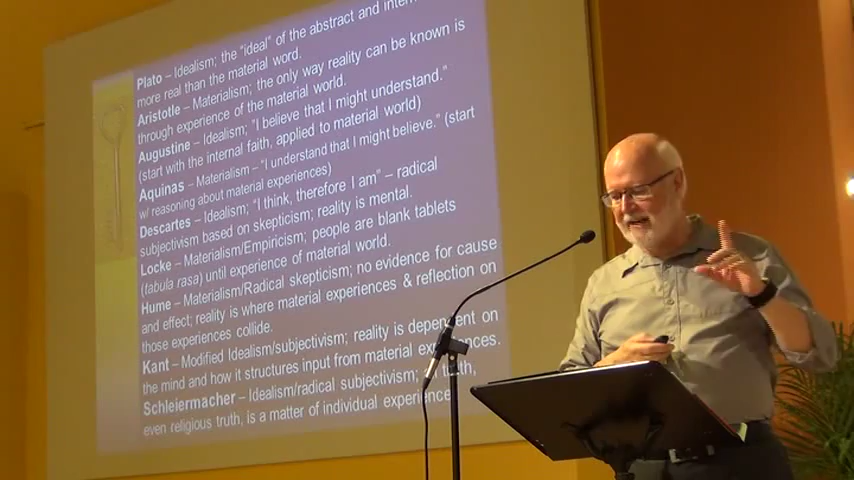 Plato – Idealism; the "ideal" of the abstract and
more real than the material word.
Aristotle – Materialism; the only way reality can be known is
through experience of the material world.
Augustine – Idealism; "I believe that I might understand."
(start with the internal faith, applied to material world)
Aquinas – Materialism – "I understand that I might believe." (start
w/ reasoning about material experiences)
Descartes – Idealism; "I think, therefore I am" – radical
subjectivism based on skepticism; reality is mental.
Locke – Materialism/Empiricism; people are blank tablets
(tabula rasa) until experience of material world.
Hume – Materialism/Radical skepticism; no evidence for cause
and effect; reality is where material experiences & reflection on
those experiences collide.
Kant – Modified Idealism/subjectivism; reality is dependent on
the mind and how it structures input from material experiences.
Schleiermacher – Idealism/radical subjectivism; truth,
even religious truth, is a matter of individual experience